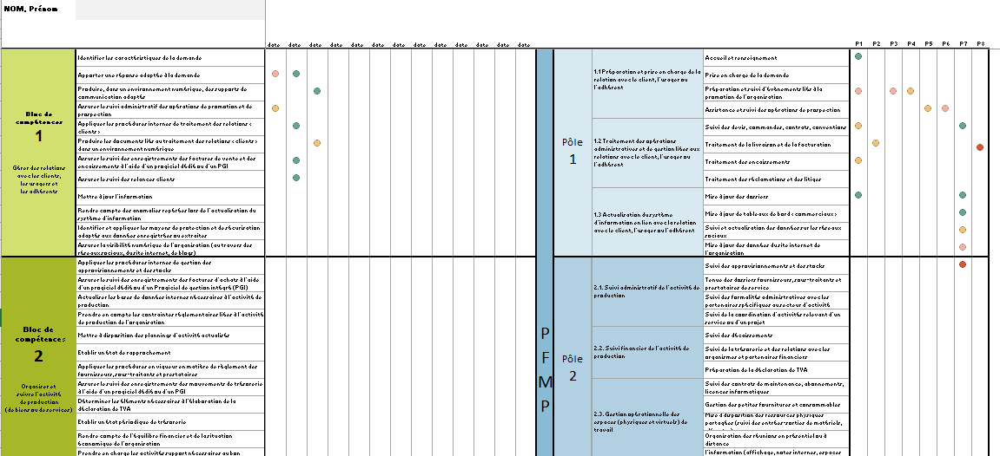 NOM, Prénom
date date date date date date date date date date date date date
P1 P2 P3 P4 P5 P6 P7 P8
Bloc de
compétences
1
Gérer des relations
avec les clients,
les usagers et
les adhérents
Identifier les caractéristiques de la demande
Apporter une réponse adaptée à la demande
Produire, dans un environnement numérique, des supports de
communication adaptés
Assurer le suivi administratif des opérations de promotion et de
prospection
Appliquer les procédures internes de traitement des relations «
clients»
Produire les documents liés au traitement des relations « clients »
dans un environnement numérique
Assurer le suivi des enregistrements des factures de vente et des
encaissements à l'aide d'un progiciel dédié ou d'un PGI
Assurer le suivi des relances clients
Mettre à jour l'information
Rendre compte des anomalies repérées lors de l'actualisation du
système d'information
Identifier et appliquer les moyens de protection et de sécurisation
adaptés aux données enregistrées ou extraites
Assurer la visibilité numérique de l'organisation (au travers des
réseaux sociaux, du site internet, de blogs)
Bloc de
compétences
2
Organiser et
suivre l'activité
de production
(de biens ou de services)
Appliquer les procédures internes de gestion des
approvisionnements et des stocks
Assurer le suivi des enregistrements des factures d'achats à l'aide
d'un progiciel dédié ou d'un Progiciel de gestion intégré (PGI)
Actualiser les bases de données internes nécessaires à l'activité de
production
Prendre en compte les contraintes réglementaires liées à l'activité
de production de l'organisation
Mettre à disposition des plannings d'activité actualisés
Etablir un état de rapprochement
Appliquer les procédures en vigueur en matière de règlement des
fournisseurs, sous-traitants et prestataires
Assurer le suivi des enregistrements des mouvements de trésorerie
à l'aide d'un progiciel dédié ou d'un PGI
Déterminer les éléments nécessaires à l'élaboration de la
déclaration de TVA
Etablir un état périodique de trésorerie
Rendre compte de l'équilibre financier et de la situation
économique de l'organisation
Prendre en charge les activités support nécessaires au bon
P
F
M
P
Pôle
1
1.1 Préparation et prise en charge de la
relation avec le client, l'usager ou
l'adhérent
Accueil et renseignement
Prise en charge de la demande
Préparation et suivi d'événements liés à la
promotion de l'organisation
Assistance et suivi des opérations de prospection
1.2 Traitement des opérations
administratives et de gestion liées aux
relations avec le client, l'usager ou
l'adhérent
Suivi des devis, commandes, contrats, conventions
Traitement de la livraison et de la facturation
Traitement des encaissements
Traitement des réclamations et des litiges
1.3 Actualisation du système
d'information en lien avec la relation
avec le client, l'usager ou l'adhérent
Mise à jour des dossiers
Mise à jour de tableaux de bord « commerciaux »
Suivi et actualisation des données sur les réseaux
sociaux
Mise à jour des données du site internet de
l'organisation
Pôle
2
2.1. Suivi administratif de l'activité de
production
Suivi des approvisionnements et des stocks
Tenue des dossiers fournisseurs, sous-traitants et
prestataires de service
Suivi des formalités administratives avec les
partenaires spécifiques au secteur d'activité
Suivi de la coordination d'activités relevant d'un
service ou d'un projet
2.2. Suivi financier de l'activité de
production
Suivi des décaissements
Suivi de la trésorerie et des relations avec les
organismes et partenaires financiers
Préparation de la déclaration de TVA
2.3. Gestion opérationnelle des
espaces (physiques et virtuels) de
travail
Suivi des contrats de maintenance, abonnements,
licences informatiques
Gestion des petites fournitures et consommables
Mise à disposition des ressources physiques
partagées (suivi des entrées-sorties de matériels,
Organisation des réunions en présentiel ou à
distance
l'information (affichage, notes internes, espaces